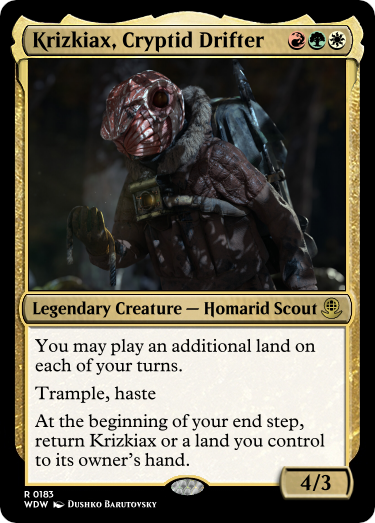 Krizkiax, Cryptid Drifter
Legendary Creature — Homarid Scout
You may play an additional land on
each of your turns.
Trample, haste
At the beginning of your end step,
return Krizkiax or a land you control
to its owner's hand.
4/3
R 0183
WDW Dushko Barutovsky